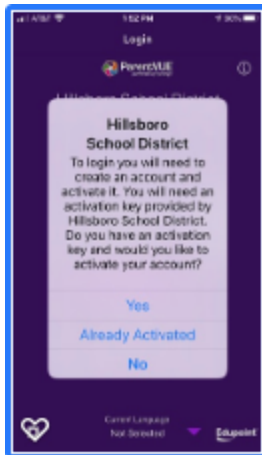 AT&T 1:52 PM 90%
Login
ParentVUE
Hillsboro School District
Hillsboro
School District
To login you will need to
create an account and
activate it. You will need an
activation key provided by
Hillsboro School District.
Do you have an activation
key and would you like to
activate your account?
Yes
Already Activated
No
Current Language
Not Selected
Edupoint